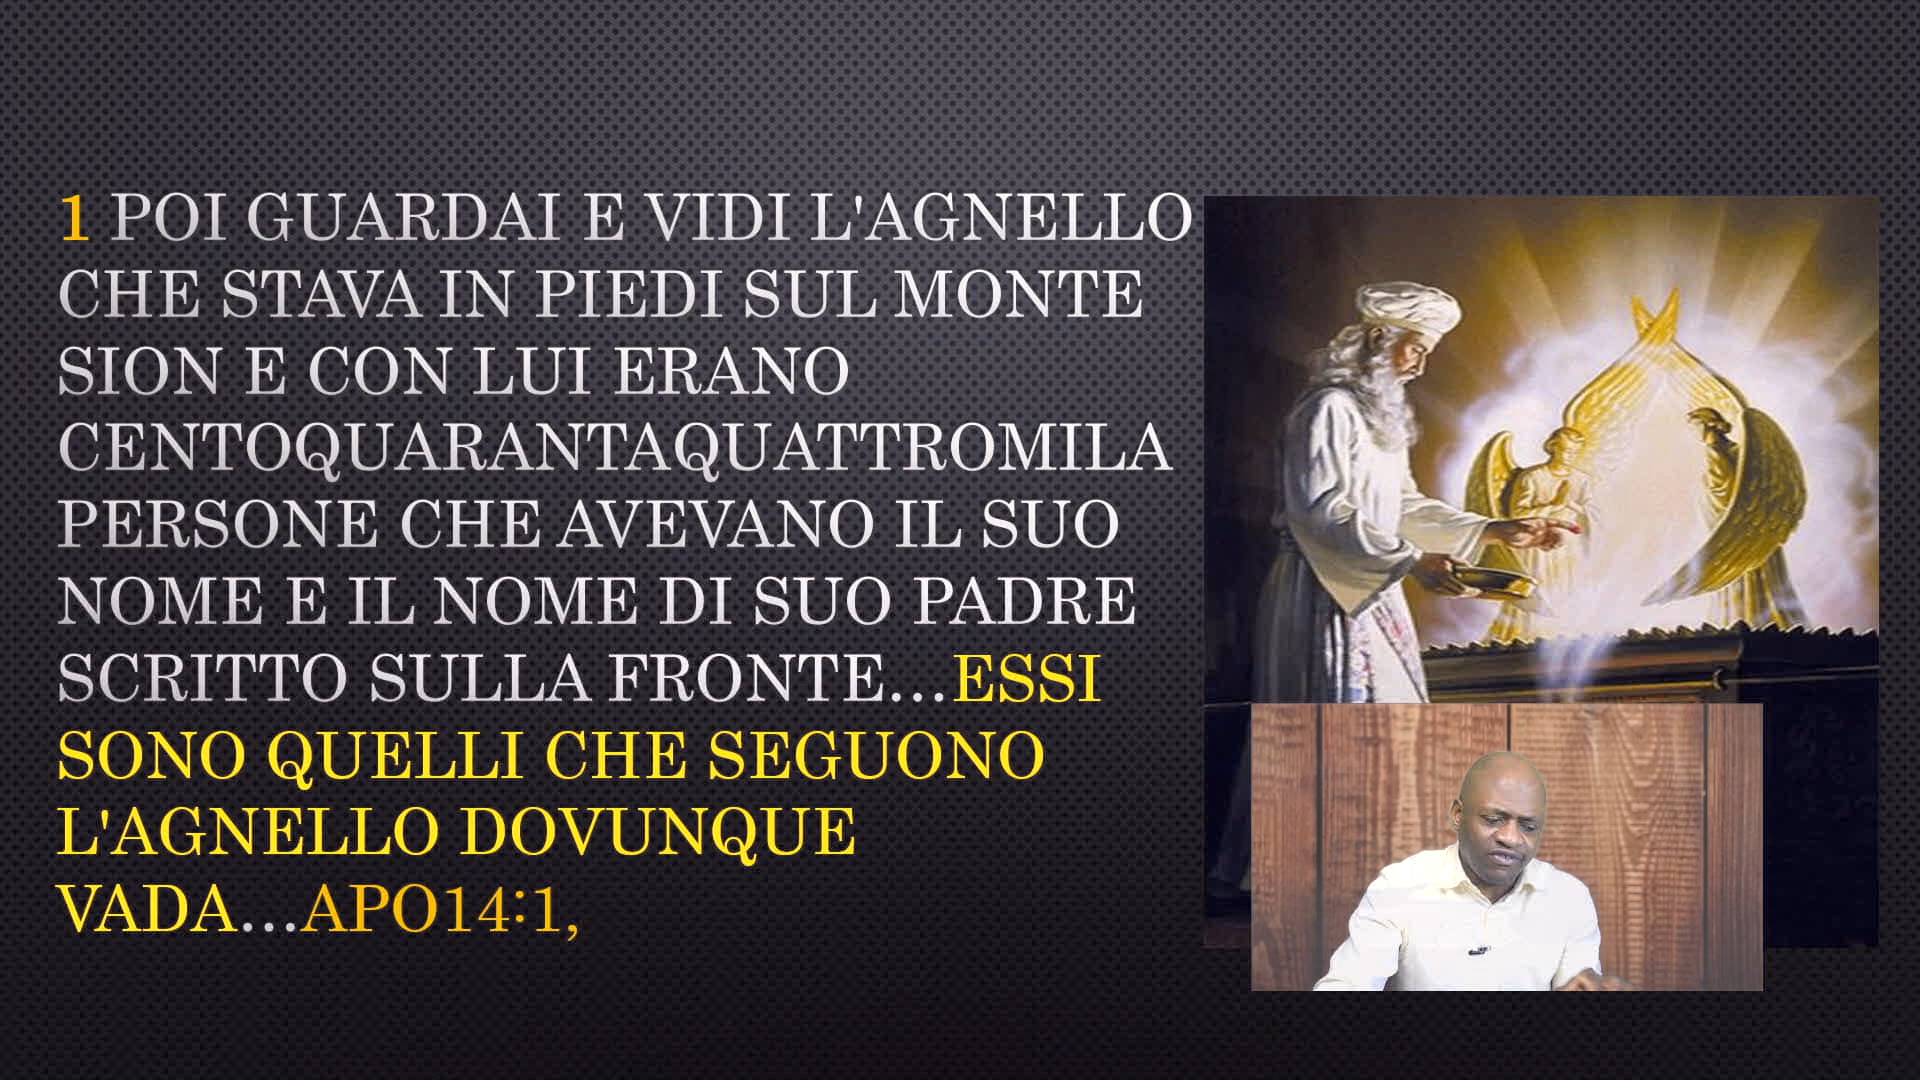 1 POI GUARDAI E VIDI L'AGNELLO
CHE STAVA IN PIEDI SUL MONTE
SION E CON LUI ERANO
CENTOQUARANTAQUATTROMILA
PERSONE CHE AVEVANO IL SUO
NOME E IL NOME DI SUO PADRE
SCRITTO SULLA FRONTE...ESSI
SONO QUELLI CHE SEGUONO
L'AGNELLO DOVUNQUE
VADA...APO14:1,